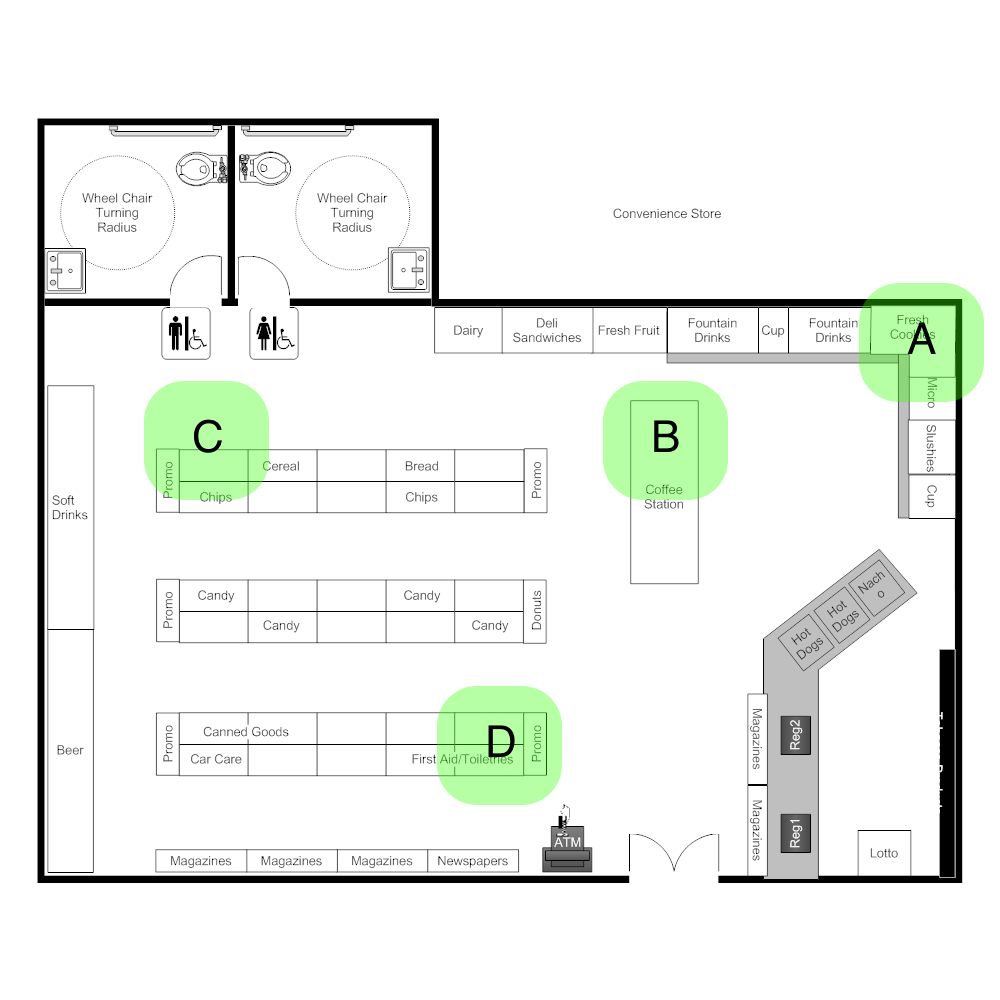 Wheel Chair
Turning
Radius
Wheel Chair
Turning
Radius
Convenience Store
Dairy
Deli
Sandwiches
Fresh Fruit
Fountain
Drinks
Cup
Fountain
Drinks
Fresh
Cookies
A
Micro
Slushies
Cup
C
B
Promo
Cereal
Bread
Chips
Chips
Promo
Coffee
Station
Soft
Drinks
Promo
Candy
Candy
Candy
Candy
Donuts
Nach
o
Hot
Dogs
Hot
Dogs
Promo
Canned Goods
Car Care
D
First Aid/Toiletries
Promo
Beer
Magazines
Reg2
Magazines
Reg1
Magazines
Magazines
Magazines
Newspapers
ATM
Lotto